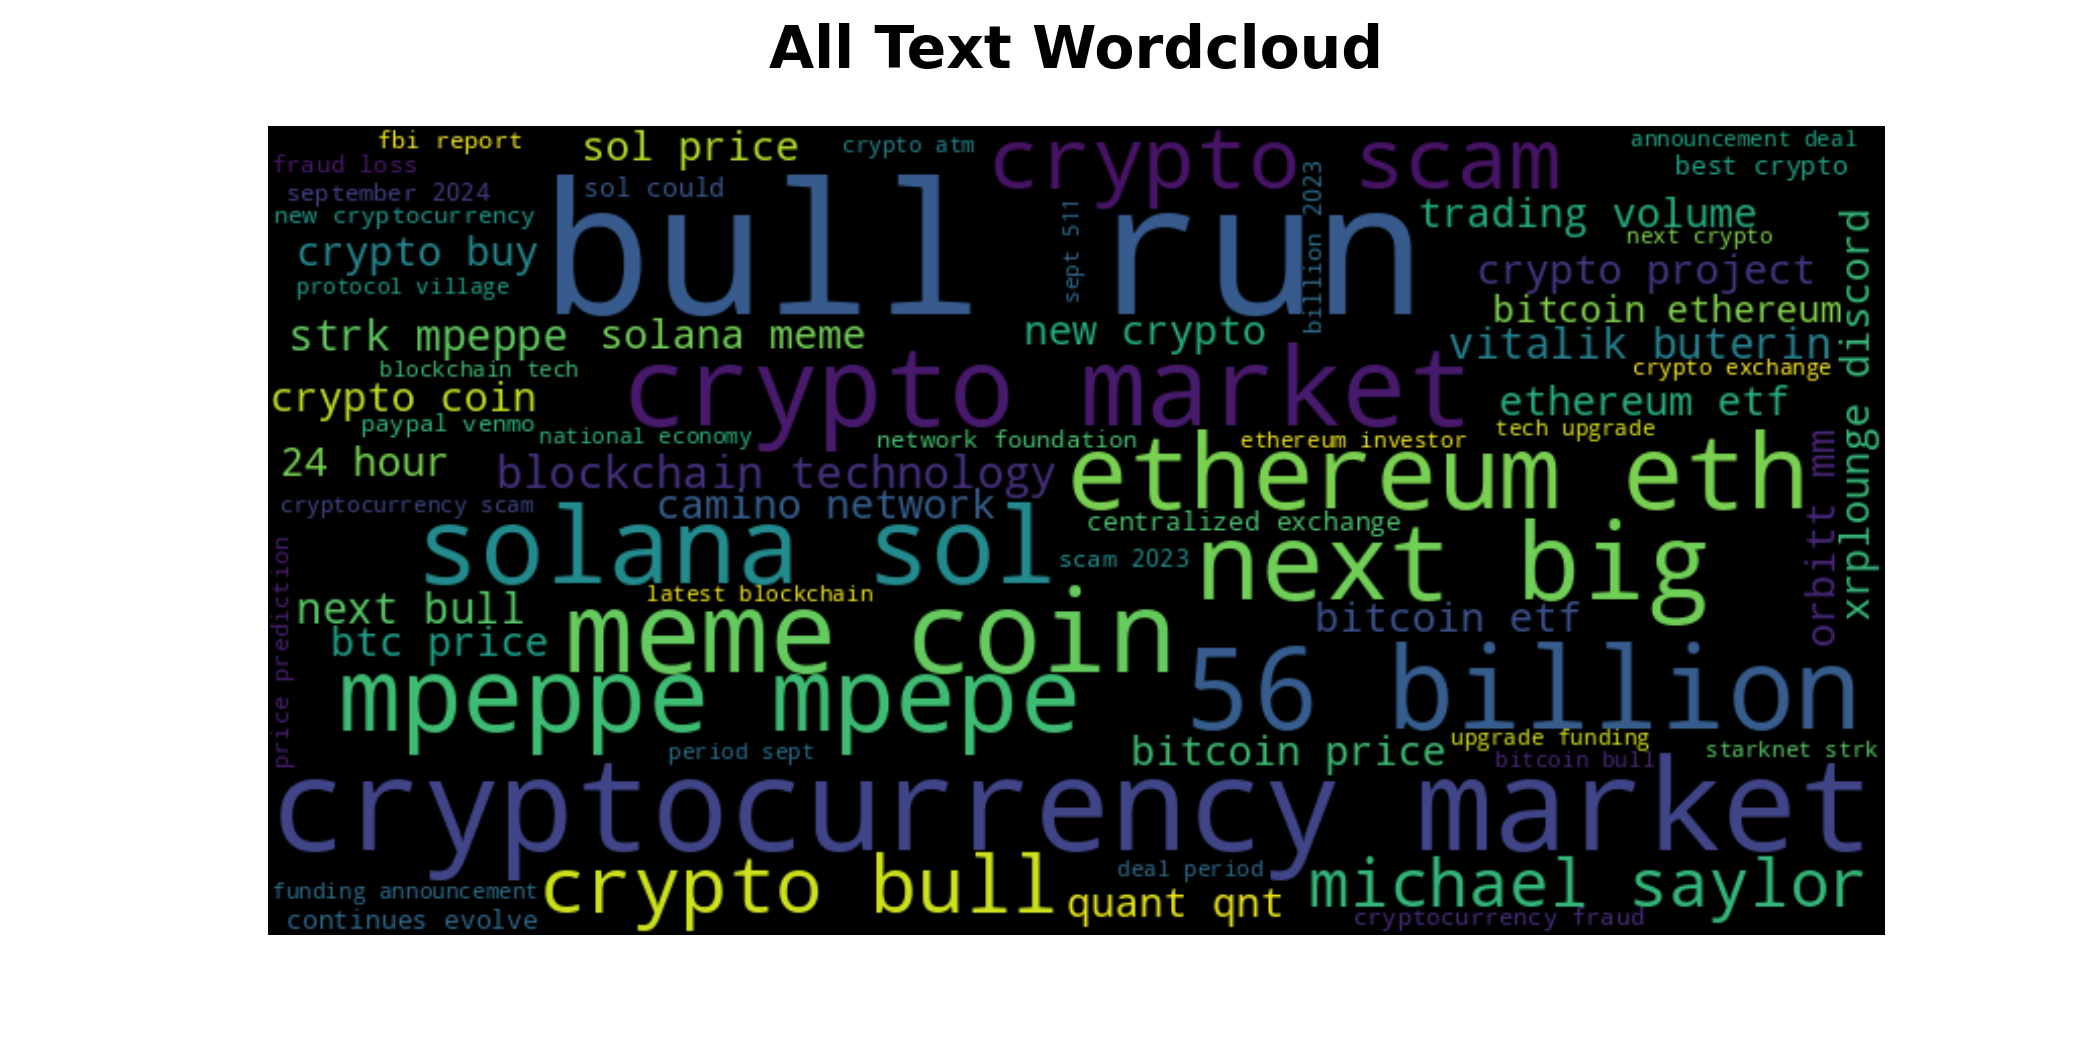 All Text Wordcloud
fbi report
sol price
crypto atm
crypto scam
announcement deal
fraud loss
best crypto
september 2024
sol could
new cryptocurrency
bull run
sept 511
billion 2023
trading volume
next crypto
crypto buy
crypto project
protocol village
bitcoin ethereum
xrplounge discord
strk mpeppe
solana meme
new crypto
vitalik buterin
blockchain tech
crypto market
crypto exchange
crypto coin
ethereum etf
paypal venmo
national economy
network foundation
ethereum investor
tech upgrade
24 hour
blockchain technology
ethereum eth
orbitt mm
cryptocurrency scam
camino network
centralized exchange
solana sol
scam 2023
next big
price prediction
next bull
latest blockchain
bitcoin etf
btc price
meme coin
56 billion
mpeppe mpepe
period sept
bitcoin price
upgrade funding
starknet strk
bitcoin bull
cryptocurrency market
deal period
funding announcement
crypto bull
quant qnt
michael saylor
continues evolve
cryptocurrency fraud